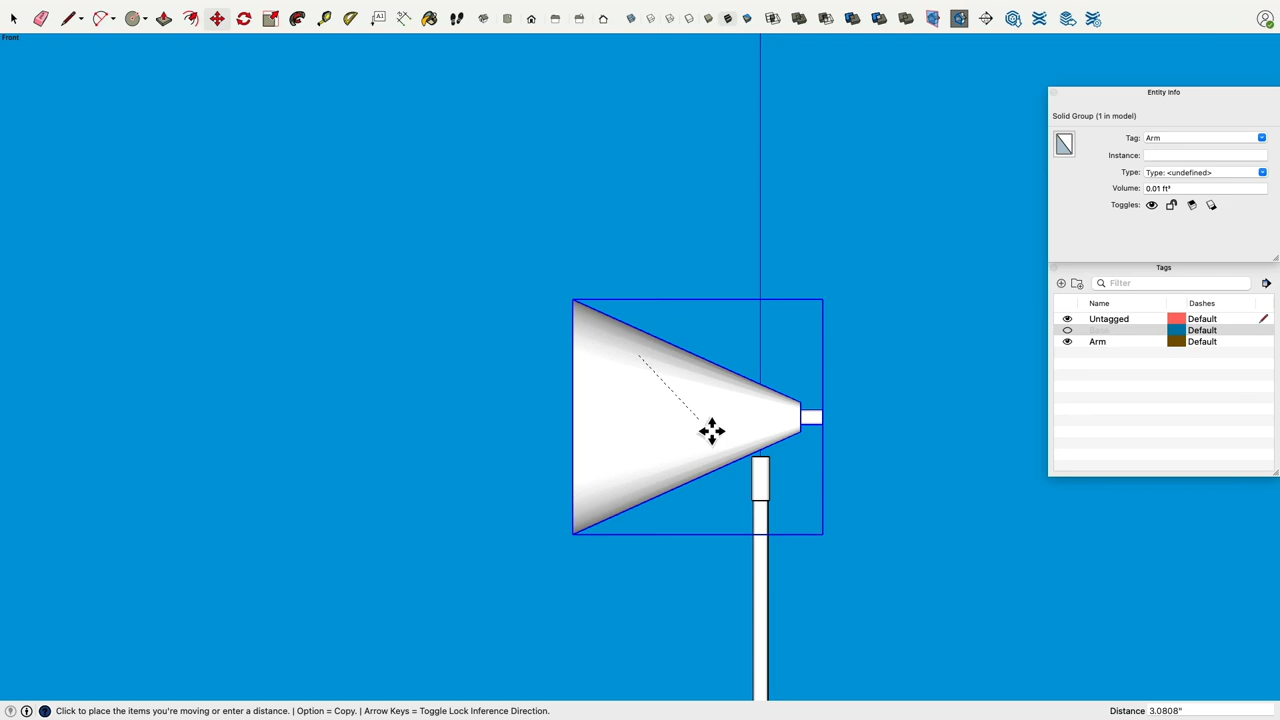 A1
Front
Entity Info
Solid Group (1 in model)
Tag: Arm
Instance:
Type: Type: <undefined>
Volume: 0.01 ft³
Toggles:
Tags
Filter
Name Dashes
Untagged Default
Base Default
Arm Default
Click to place the items you're moving or enter a distance. | Option = Copy. | Arrow Keys = Toggle Lock Inference Direction. Distance 3.0808"